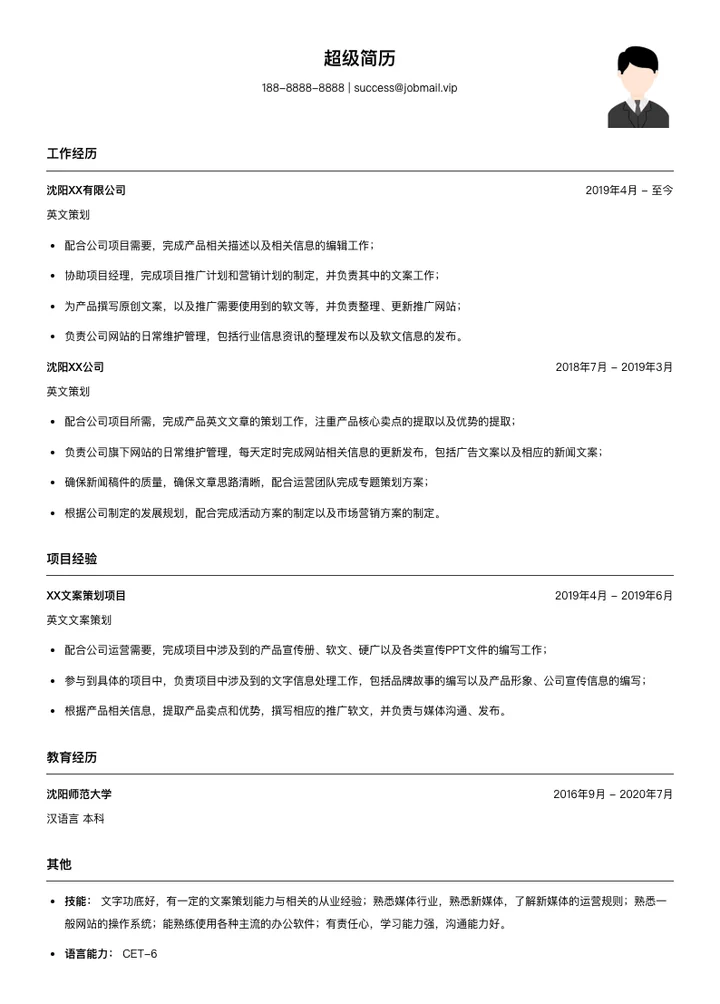 超级简历
188-8888-8888 | success@jobmail.vip
工作经历
沈阳XX有限公司 2019年4月 – 至今
英文策划
• 配合公司项目需要，完成产品相关描述以及相关信息的编辑工作；
• 协助项目经理，完成项目推广计划和营销计划的制定，并负责其中的文案工作；
• 为产品撰写原创文案，以及推广需要使用到的软文等，并负责整理、更新推广网站；
• 负责公司网站的日常维护管理，包括行业信息资讯的整理发布以及软文信息的发布。
沈阳XX公司 2018年7月 – 2019年3月
英文策划
• 配合公司项目所需，完成产品英文文章的策划工作，注重产品核心卖点的提取以及优势的提取；
• 负责公司旗下网站的日常维护管理，每天定时完成网站相关信息的更新发布，包括广告文案以及相应的新闻文案；
• 确保新闻稿件的质量，确保文章思路清晰，配合运营团队完成专题策划方案；
• 根据公司制定的发展规划，配合完成活动方案的制定以及市场营销方案的制定。
项目经验
XX文案策划项目 2019年4月 – 2019年6月
英文文案策划
• 配合公司运营需要，完成项目中涉及到的产品宣传册、软文、硬广以及各类宣传PPT文件的编写工作；
• 参与到具体的项目中，负责项目中涉及到的文字信息处理工作，包括品牌故事的编写以及产品形象、公司宣传信息的编写；
• 根据产品相关信息，提取产品卖点和优势，撰写相应的推广软文，并负责与媒体沟通、发布。
教育经历
沈阳师范大学 2016年9月 – 2020年7月
汉语言 本科
其他
• 技能： 文字功底好，有一定的文案策划能力与相关的从业经验；熟悉媒体行业，熟悉新媒体，了解新媒体的运营规则；熟悉一
般网站的操作系统；能熟练使用各种主流的办公软件；有责任心，学习能力强，沟通能力好。
• 语言能力： CET-6